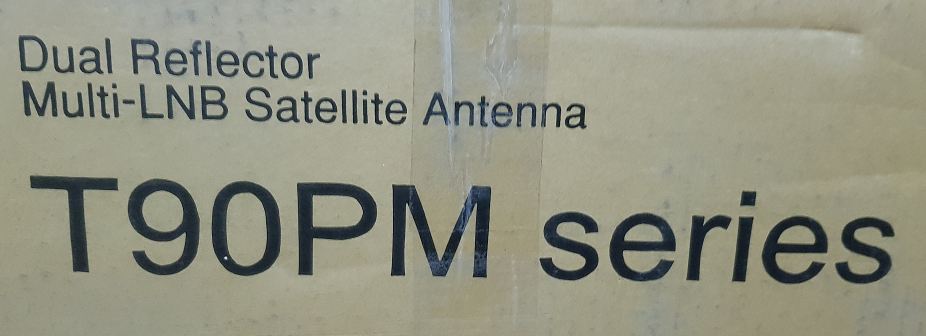 Dual Reflector
Multi-LNB Satellite Antenna
T90PM series